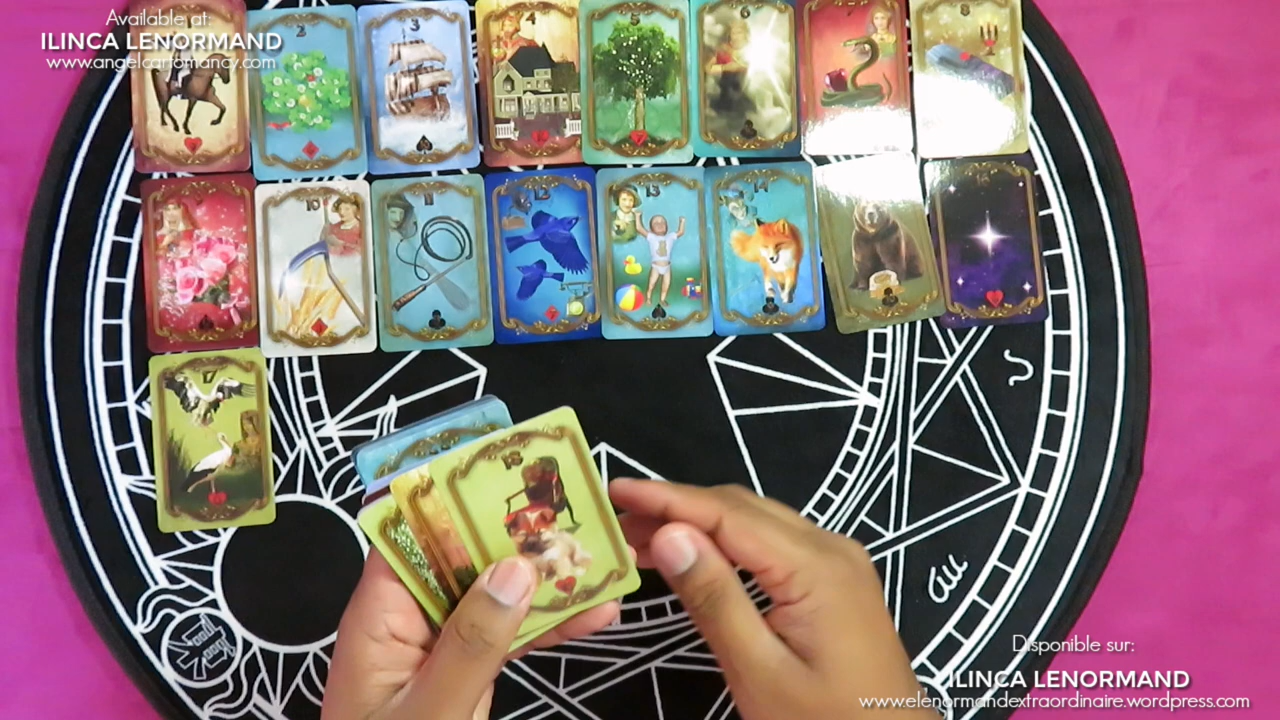 Available at:
ILINCA LENORMAND
www.angelcartomancy.com
2
3
4
5
6
7
8
10
11
12
13
14
17
18
Disponible sur:
ILINCA LENORMAND
www.elenormandextraordinaire.wordpress.com